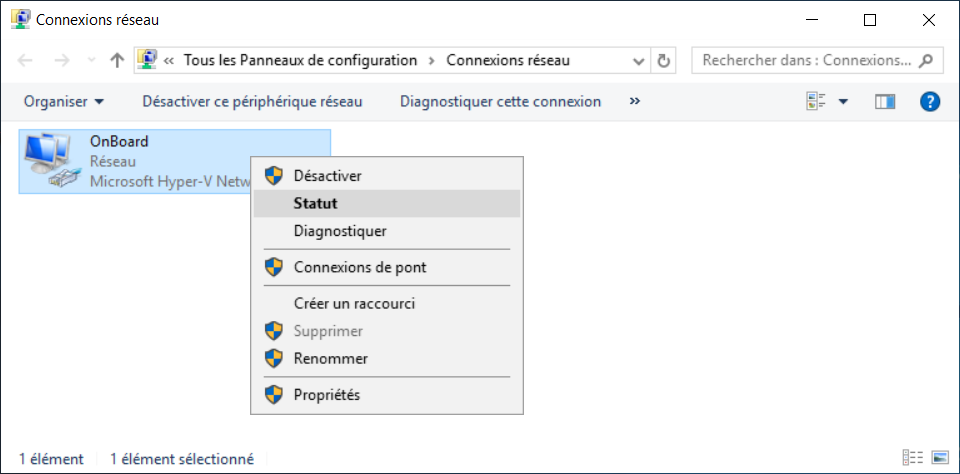 Connexions réseau
« Tous les Panneaux de configuration > Connexions réseau
Rechercher dans : Connexions...
Organiser
Désactiver ce périphérique réseau
Diagnostiquer cette connexion
»
OnBoard
Réseau
Microsoft Hyper-V Netw
Désactiver
Statut
Diagnostiquer
Connexions de pont
Créer un raccourci
Supprimer
Renommer
Propriétés
1 élément
1 élément sélectionné